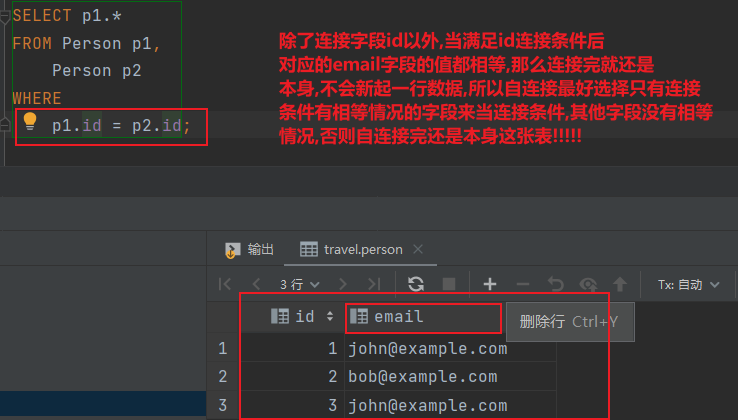 SELECT p1.*
FROM Person p1,
Person p2
WHERE
p1.id = p2.id;
除了连接字段id以外,当满足id连接条件后
对应的email字段的值都相等,那么连接完就还是
本身,不会新起一行数据,所以自连接最好选择只有连接
条件有相等情况的字段来当连接条件,其他字段没有相等
情况,否则自连接完还是本身这张表!!!!!
输出 travel.person
3 行 Tx: 自动
id email 删除行 Ctrl+Y
1 1 john@example.com
2 2 bob@example.com
3 3 john@example.com